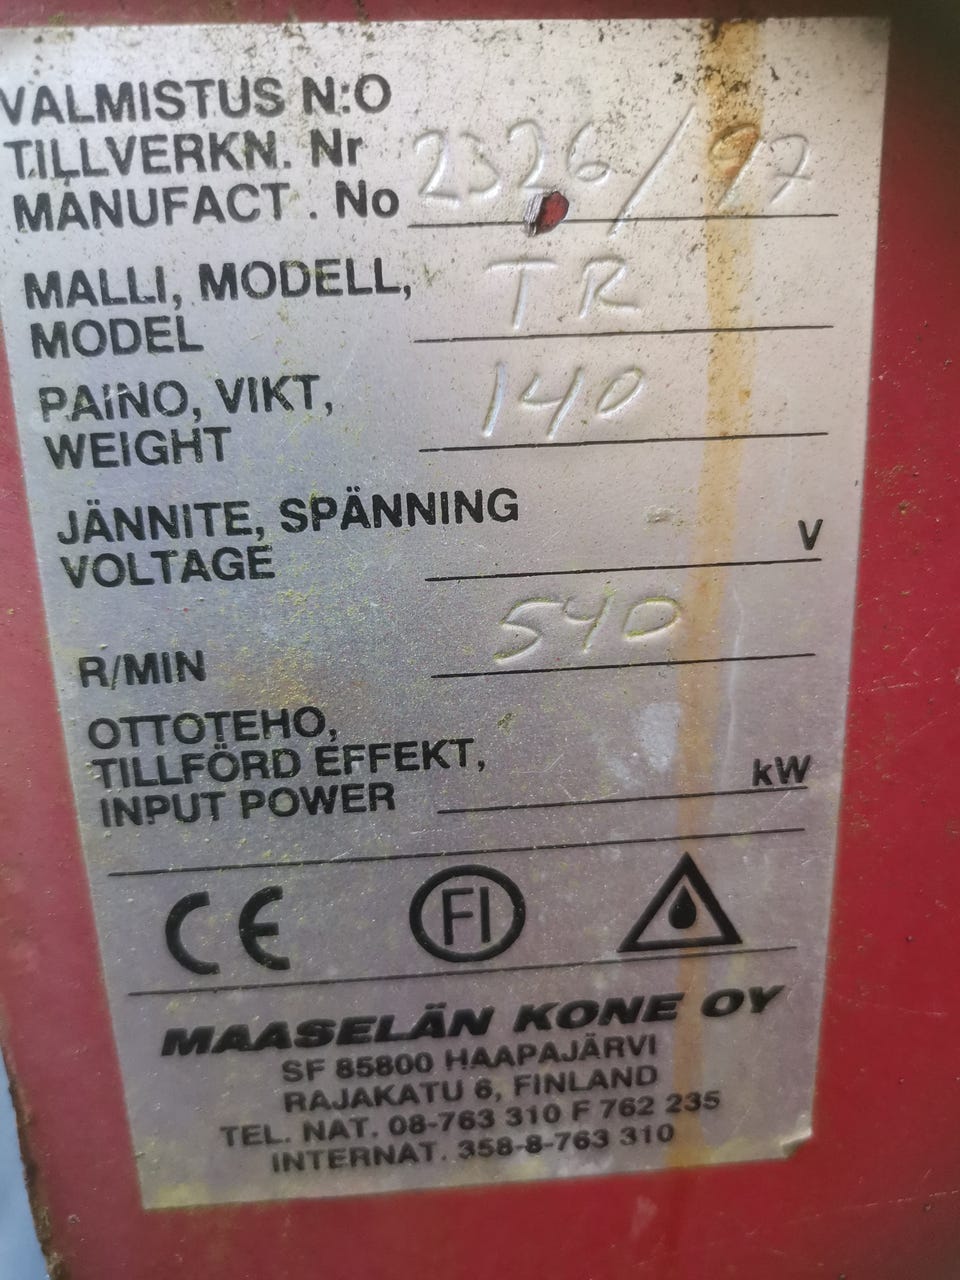 VALMISTUS N:O
TILLVERKN. Nr
MANUFACT . No 2326/97
MALLI, MODELL,
MODEL TR
PAINO, VIKT,
WEIGHT 140
JÄNNITE, SPÄNNING
VOLTAGE V
R/MIN 540
OTTOTEHO,
TILLFÖRD EFFEKT,
INPUT POWER kW
CE FI
MAASELÄN KONE OY
SF 85800 HAAPAJÄRVI
RAJAKATU 6, FINLAND
TEL. NAT. 08-763 310 F 762 235
INTERNAT. 358-8-763 310